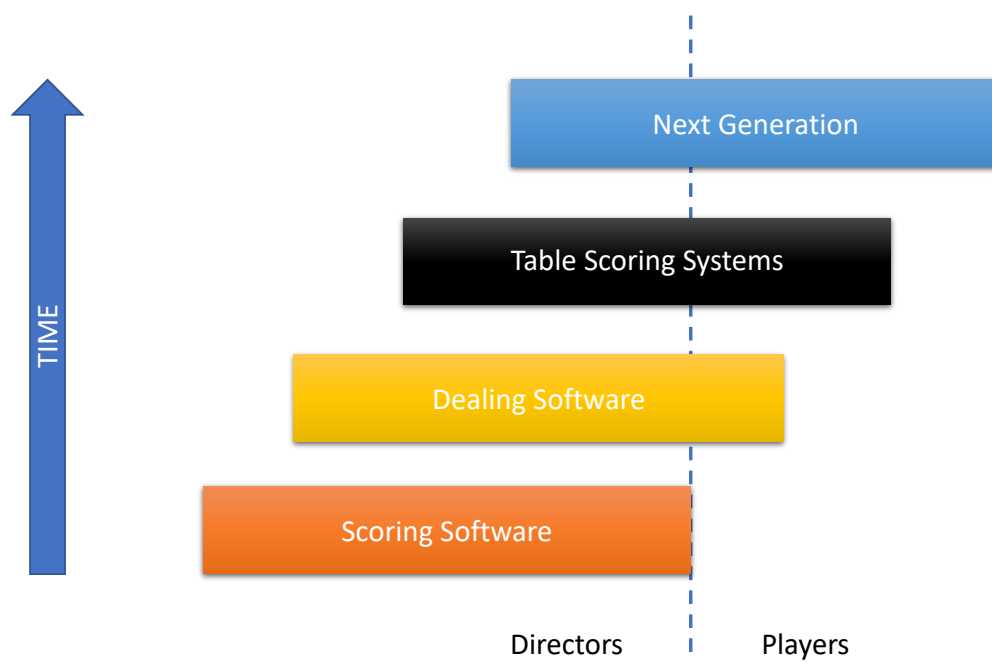 Next Generation
Table Scoring Systems
TIME
Dealing Software
Scoring Software
Directors
Players